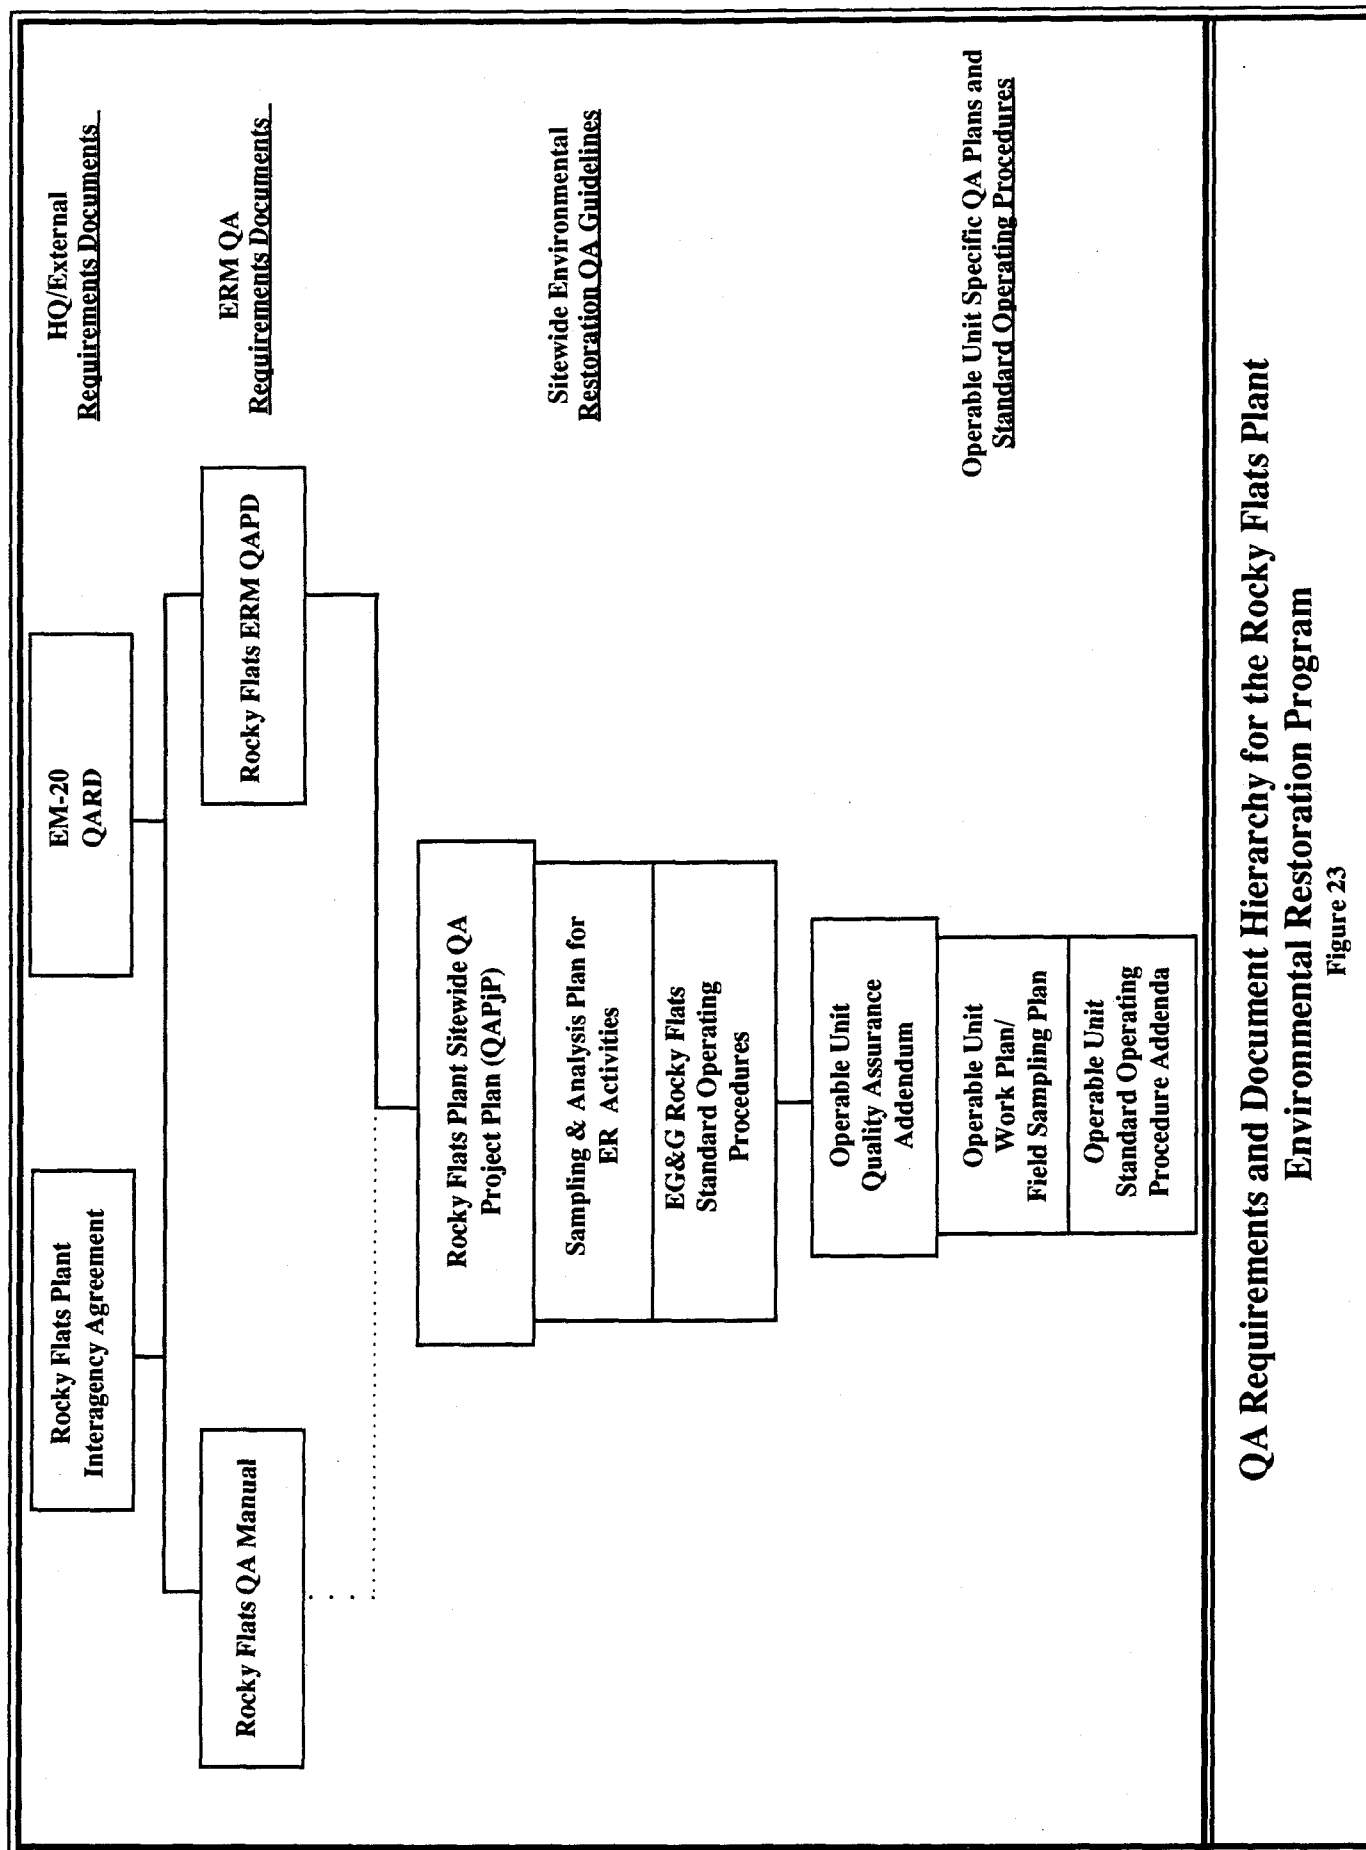 Rocky Flats Plant
Interagency Agreement
EM-20
QARD
HQ/External
Requirements Documents
Rocky Flats QA Manual
Rocky Flats ERM QAPD
ERM QA
Requirements Documents
Rocky Flats Plant Sitewide QA
Project Plan (QAPjP)
Sampling & Analysis Plan for
ER Activities
EG&G Rocky Flats
Standard Operating
Procedures
Sitewide Environmental
Restoration QA Guidelines
Operable Unit
Quality Assurance
Addendum
Operable Unit
Work Plan/
Field Sampling Plan
Operable Unit
Standard Operating
Procedure Addenda
Operable Unit Specific QA Plans and
Standard Operating Procedures
QA Requirements and Document Hierarchy for the Rocky Flats Plant
Environmental Restoration Program
Figure 23